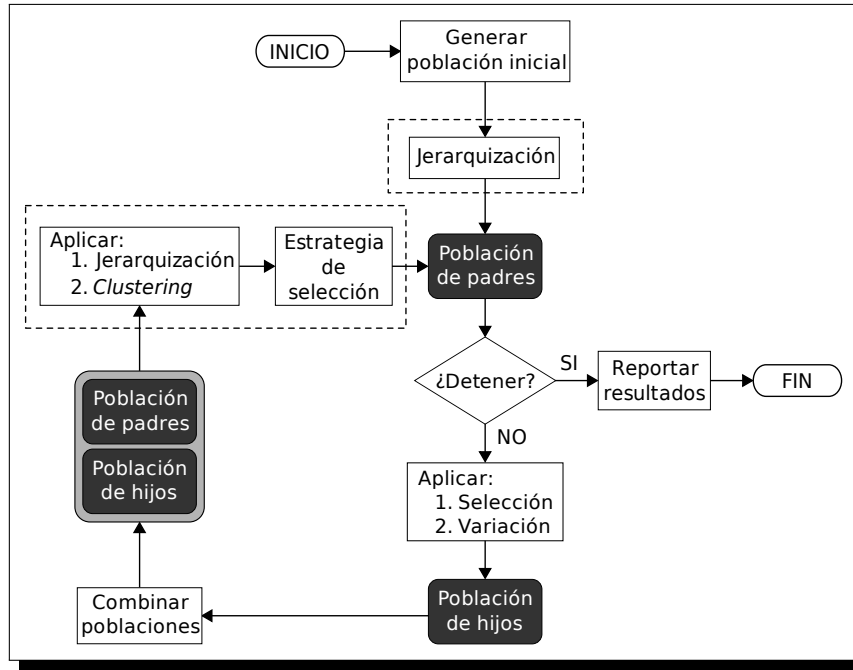 INICIO
Generar
población inicial
Jerarquización
Aplicar:
1. Jerarquización
2. Clustering
Estrategia
de
selección
Población
de padres
¿Detener?
SI
Reportar
resultados
FIN
NO
Población
de padres
Población
de hijos
Aplicar:
1. Selección
2. Variación
Combinar
poblaciones
Población
de hijos